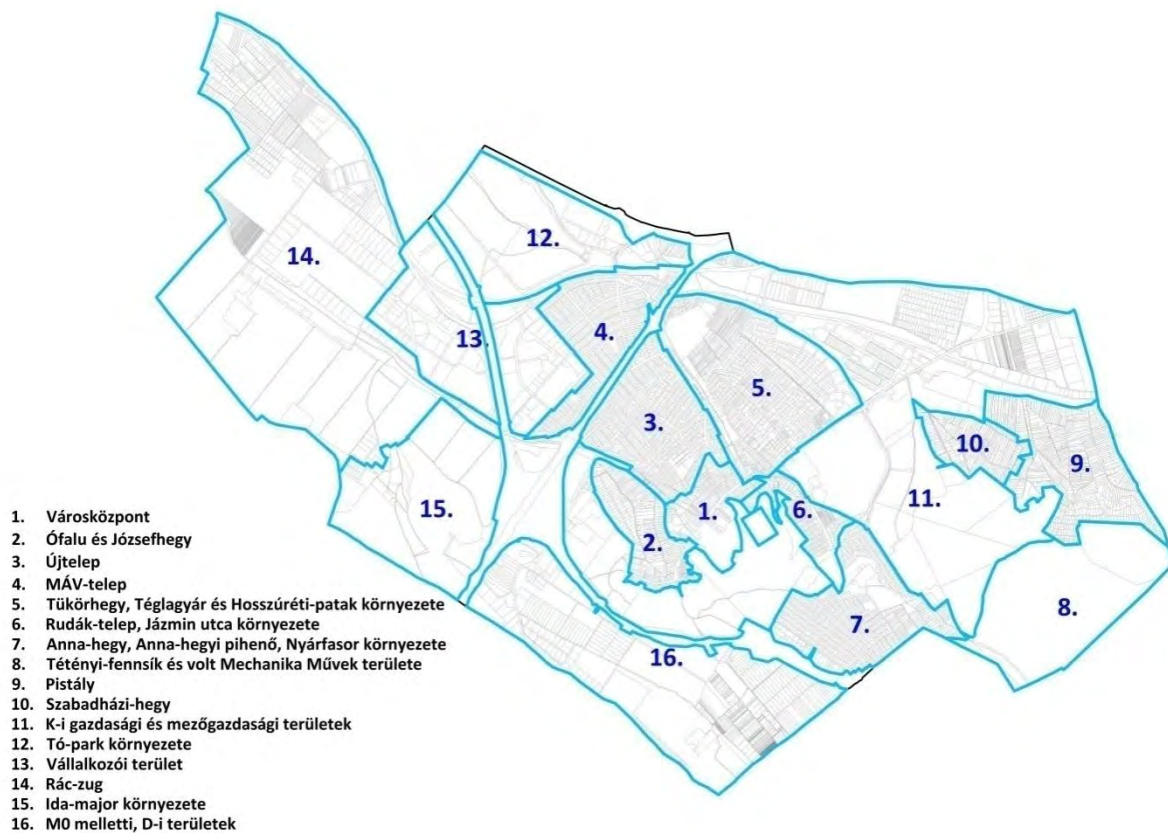 12.
14.
13.
4.
5.
3.
10.
9.
11.
15.
1.
6.
2.
8.
7.
16.
1. Városközpont
2. Ófalu és Józsefhegy
3. Újtelep
4. MÁV-telep
5. Tükörhegy, Téglagyár és Hosszúréti-patak környezete
6. Rudák-telep, Jázmin utca környezete
7. Anna-hegy, Anna-hegyi pihenő, Nyárfasor környezete
8. Tétényi-fennsík és volt Mechanika Művek területe
9. Pistály
10. Szabadházi-hegy
11. K-i gazdasági és mezőgazdasági területek
12. Tó-park környezete
13. Vállalkozói terület
14. Rác-zug
15. Ida-major környezete
16. M0 melletti, D-i területek